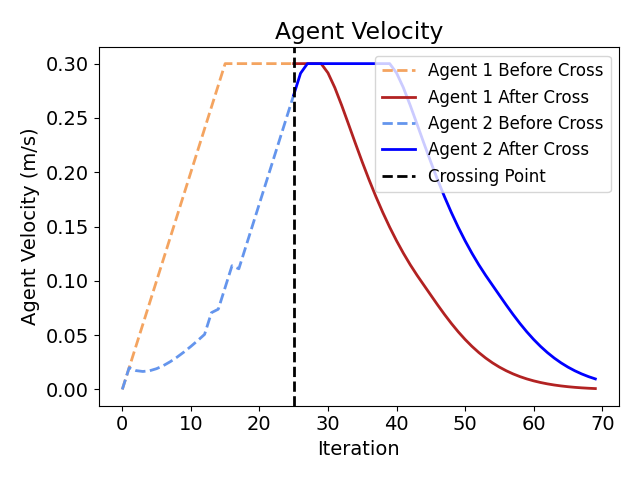 Agent Velocity
Agent Velocity (m/s)
0.30
0.25
0.20
0.15
0.10
0.05
0.00
Agent 1 Before Cross
Agent 1 After Cross
Agent 2 Before Cross
Agent 2 After Cross
Crossing Point
0 10 20 30 40 50 60 70
Iteration